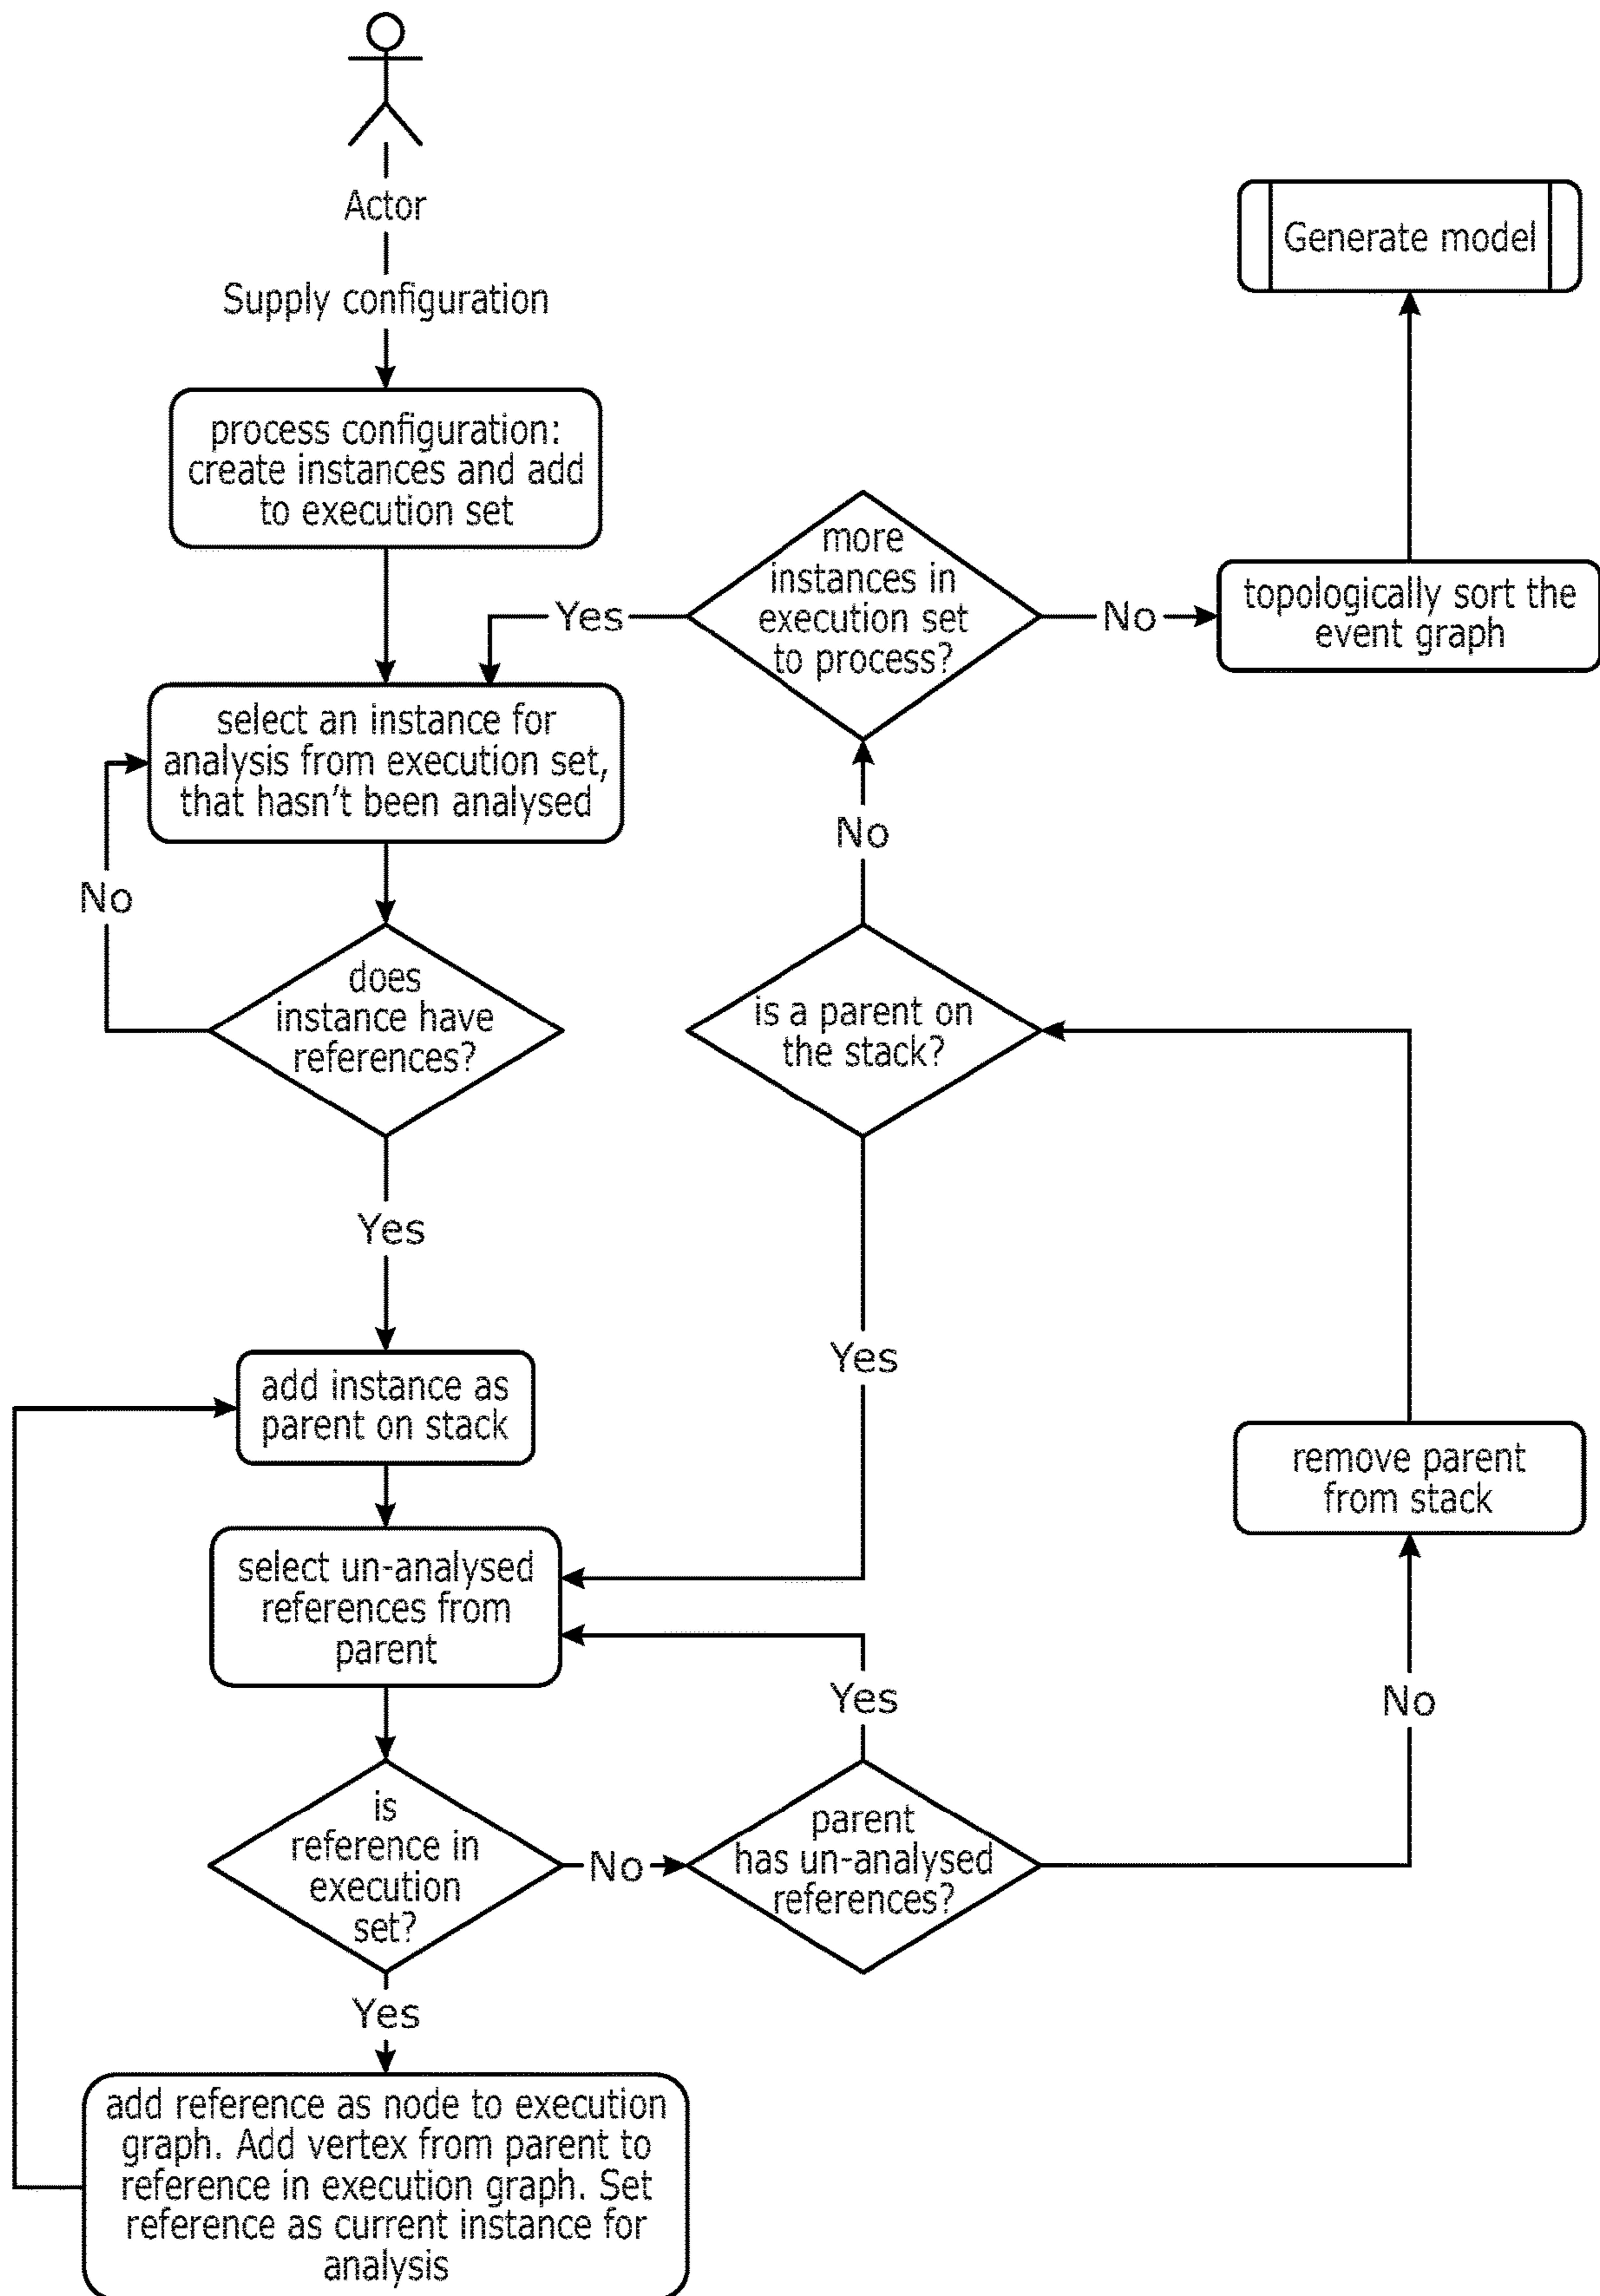 Actor
Supply configuration
Generate model
process configuration:
create instances and add
to execution set
more
instances in
execution set
to process?
Yes
No
topologically sort the
event graph
select an instance for
analysis from execution set,
that hasn't been analysed
No
No
does
instance have
references?
is a parent on
the stack?
Yes
Yes
add instance as
parent on stack
remove parent
from stack
select un-analysed
references from
parent
Yes
No
is
reference in
execution
set?
No
parent
has un-analysed
references?
Yes
add reference as node to execution
graph. Add vertex from parent to
reference in execution graph. Set
reference as current instance for
analysis